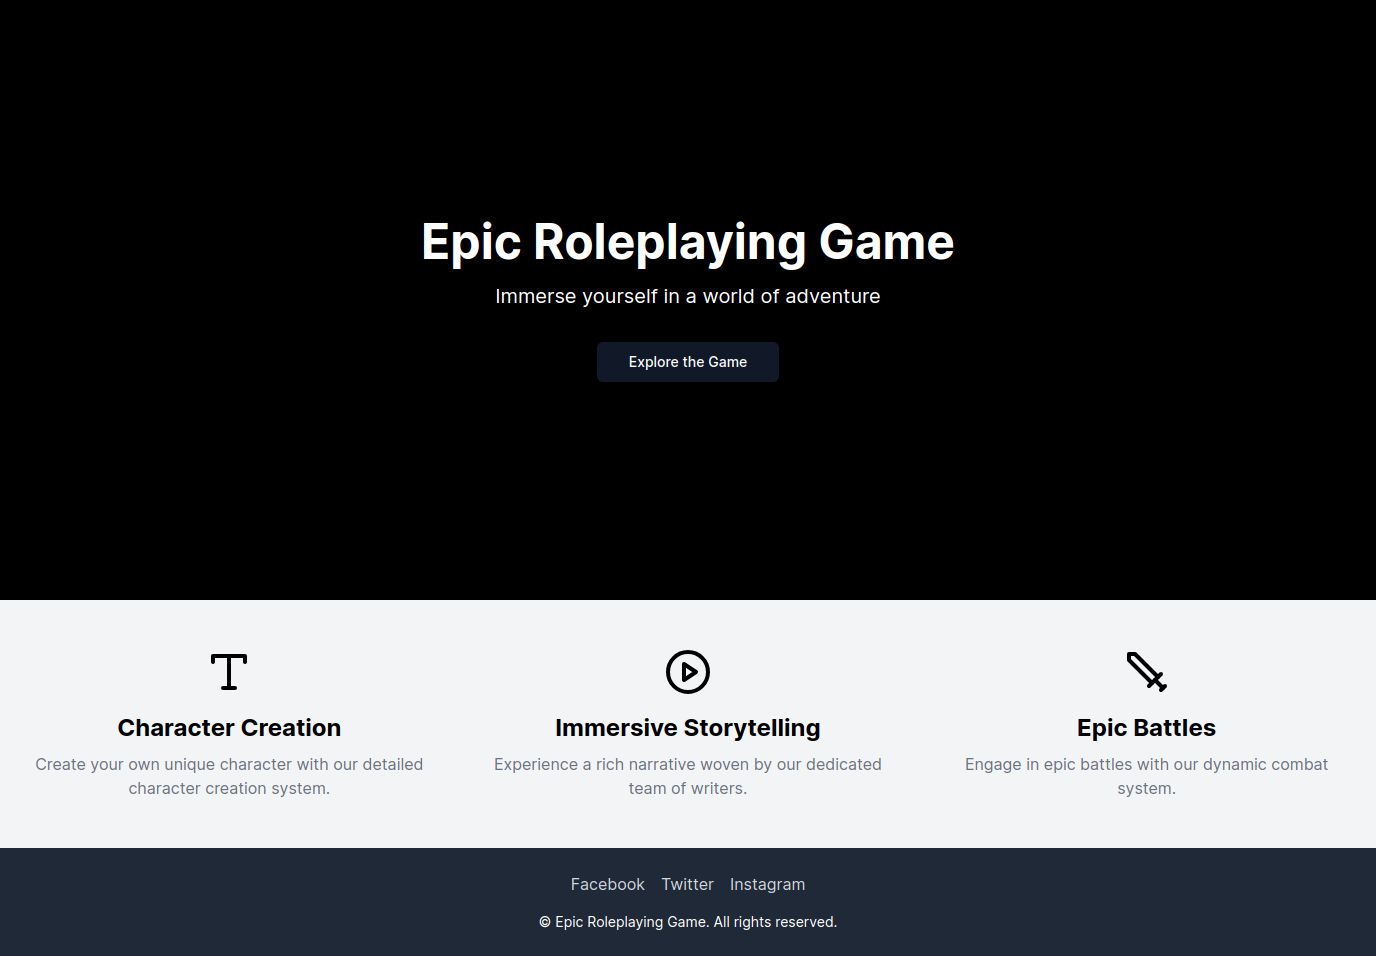 Epic Roleplaying Game
Immerse yourself in a world of adventure
Explore the Game
Character Creation
Create your own unique character with our detailed
character creation system.
Immersive Storytelling
Experience a rich narrative woven by our dedicated
team of writers.
Epic Battles
Engage in epic battles with our dynamic combat
system.
Facebook Twitter Instagram
© Epic Roleplaying Game. All rights reserved.